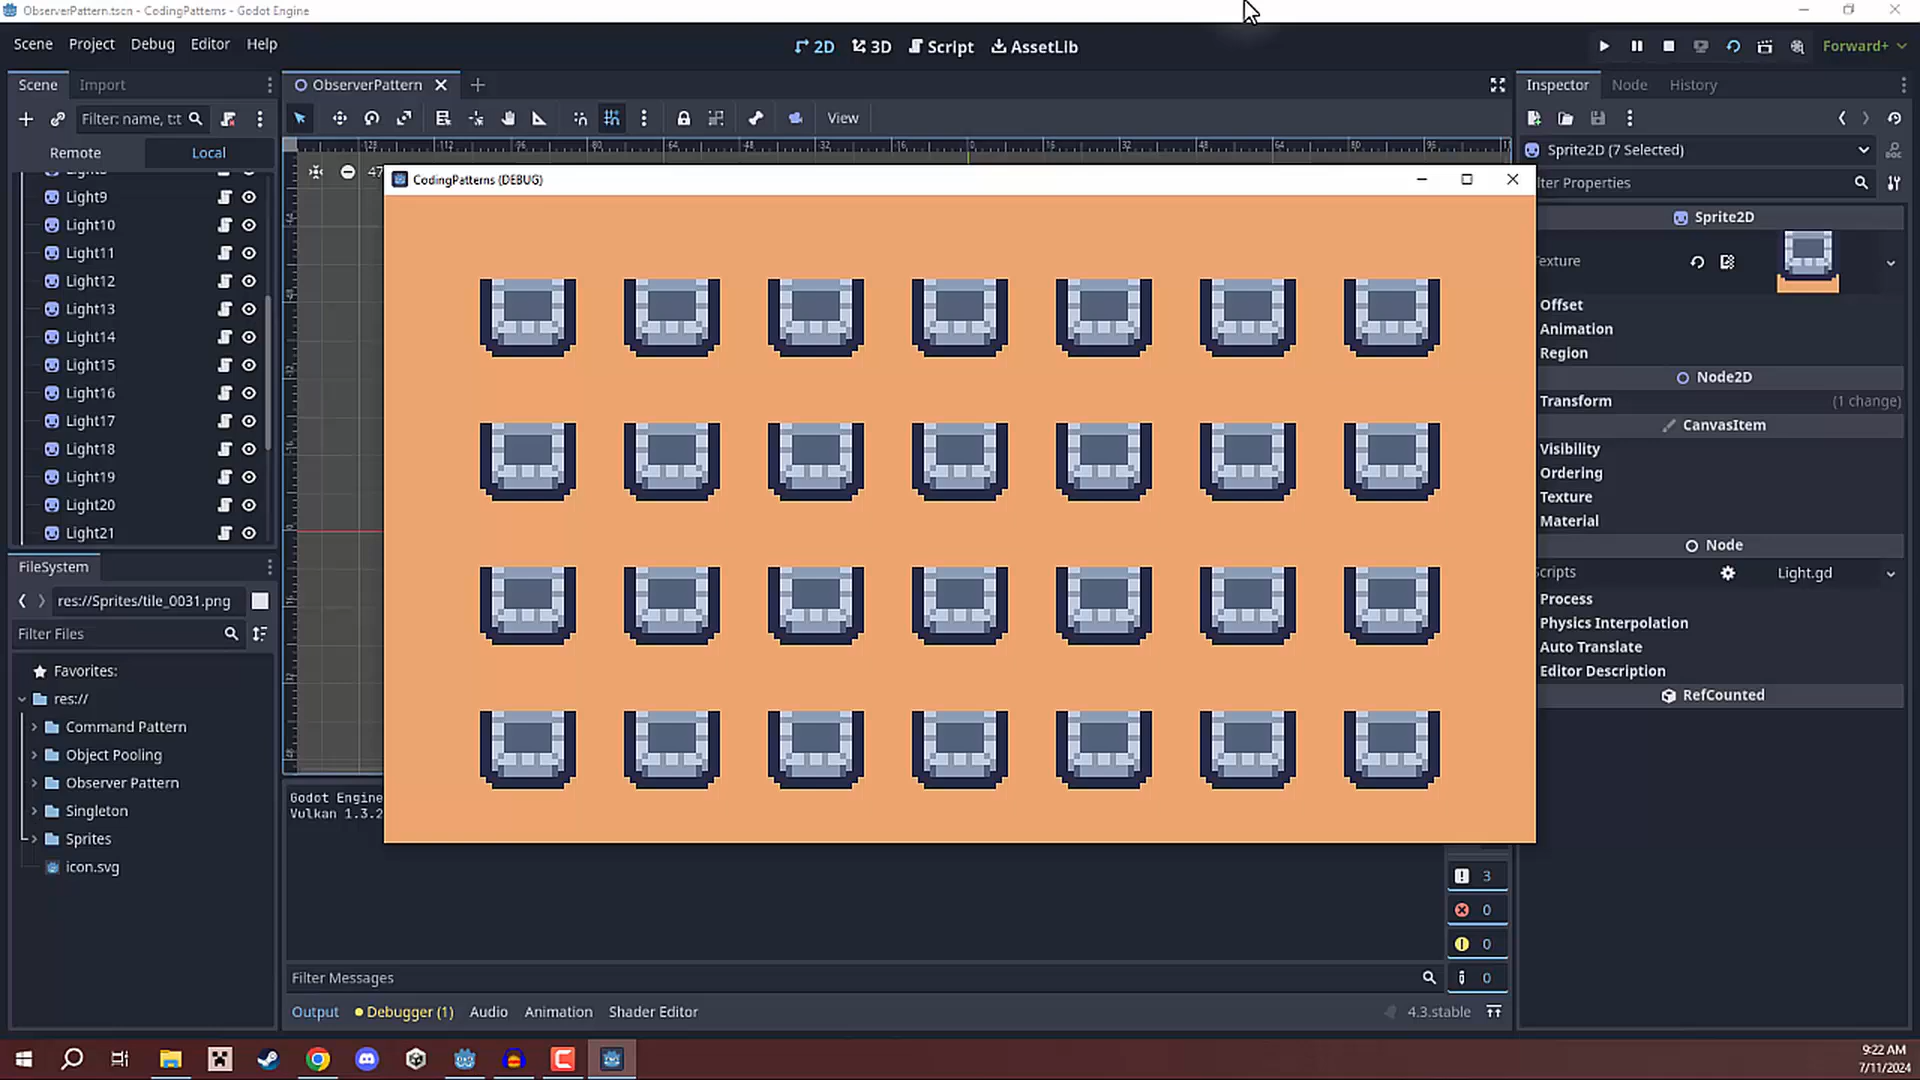 ObserverPattern.tscn - CodingPatterns - Godot Engine
Scene Project Debug Editor Help
2D 3D Script AssetLib
Forward+
Scene Import
ObserverPattern
Inspector Node History
Filter: name, t:t
View
Remote Local
Sprite2D (7 Selected)
47
CodingPatterns (DEBUG)
lter Properties
Light9
Light10
Light11
Light12
Light13
Light14
Light15
Light16
Light17
Light18
Light19
Light20
Light21
Sprite2D
exture
Offset
Animation
Region
Node2D
Transform (1 change)
CanvasItem
Visibility
Ordering
Texture
Material
Node
Scripts Light.gd
Process
Physics Interpolation
Auto Translate
Editor Description
RefCounted
FileSystem
res://Sprites/tile_0031.png
Filter Files
Favorites:
res://
Command Pattern
Object Pooling
Observer Pattern
Singleton
Sprites
icon.svg
Godot Engine
Vulkan 1.3.2
3
0
0
0
Filter Messages
Output Debugger (1) Audio Animation Shader Editor
4.3.stable
9:22 AM
7/11/2024